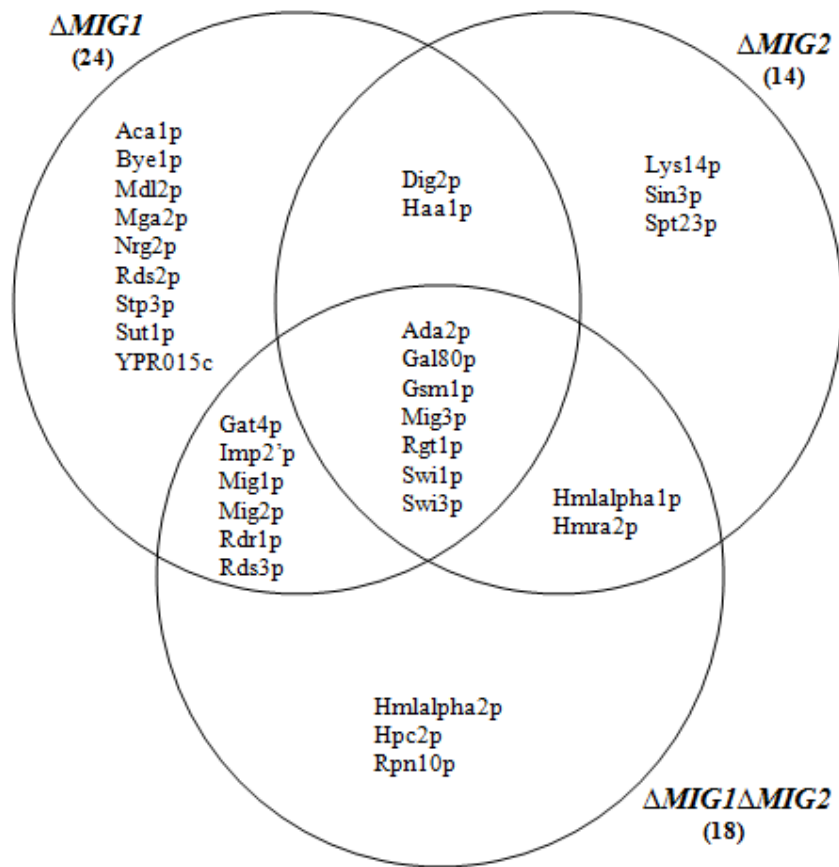 ΔMIG1
(24)
ΔMIG2
(14)
Aca1p
Bye1p
Mdl2p
Mga2p
Nrg2p
Rds2p
Stp3p
Sut1p
YPR015c
Dig2p
Haa1p
Lys14p
Sin3p
Spt23p
Ada2p
Gal80p
Gsm1p
Mig3p
Rgt1p
Swi1p
Swi3p
Gat4p
Imp2’p
Mig1p
Mig2p
Rdr1p
Rds3p
Hmlalpha1p
Hmra2p
Hmlalpha2p
Hpc2p
Rpn10p
ΔMIG1ΔMIG2
(18)